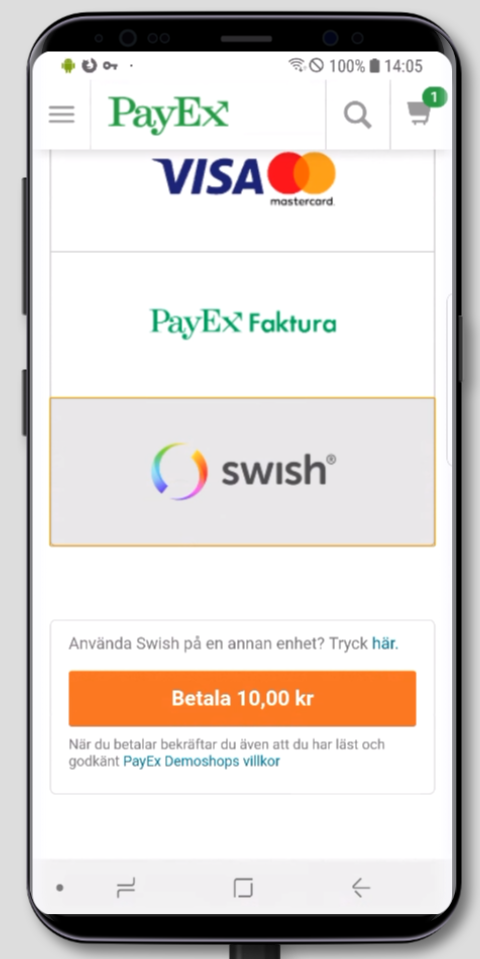 100% 14:05
PayEx
1
VISA
mastercard.
PayEx Faktura
swish®
Använda Swish på en annan enhet? Tryck här.
Betala 10,00 kr
När du betalar bekräftar du även att du har läst och
godkänt PayEx Demoshops villkor